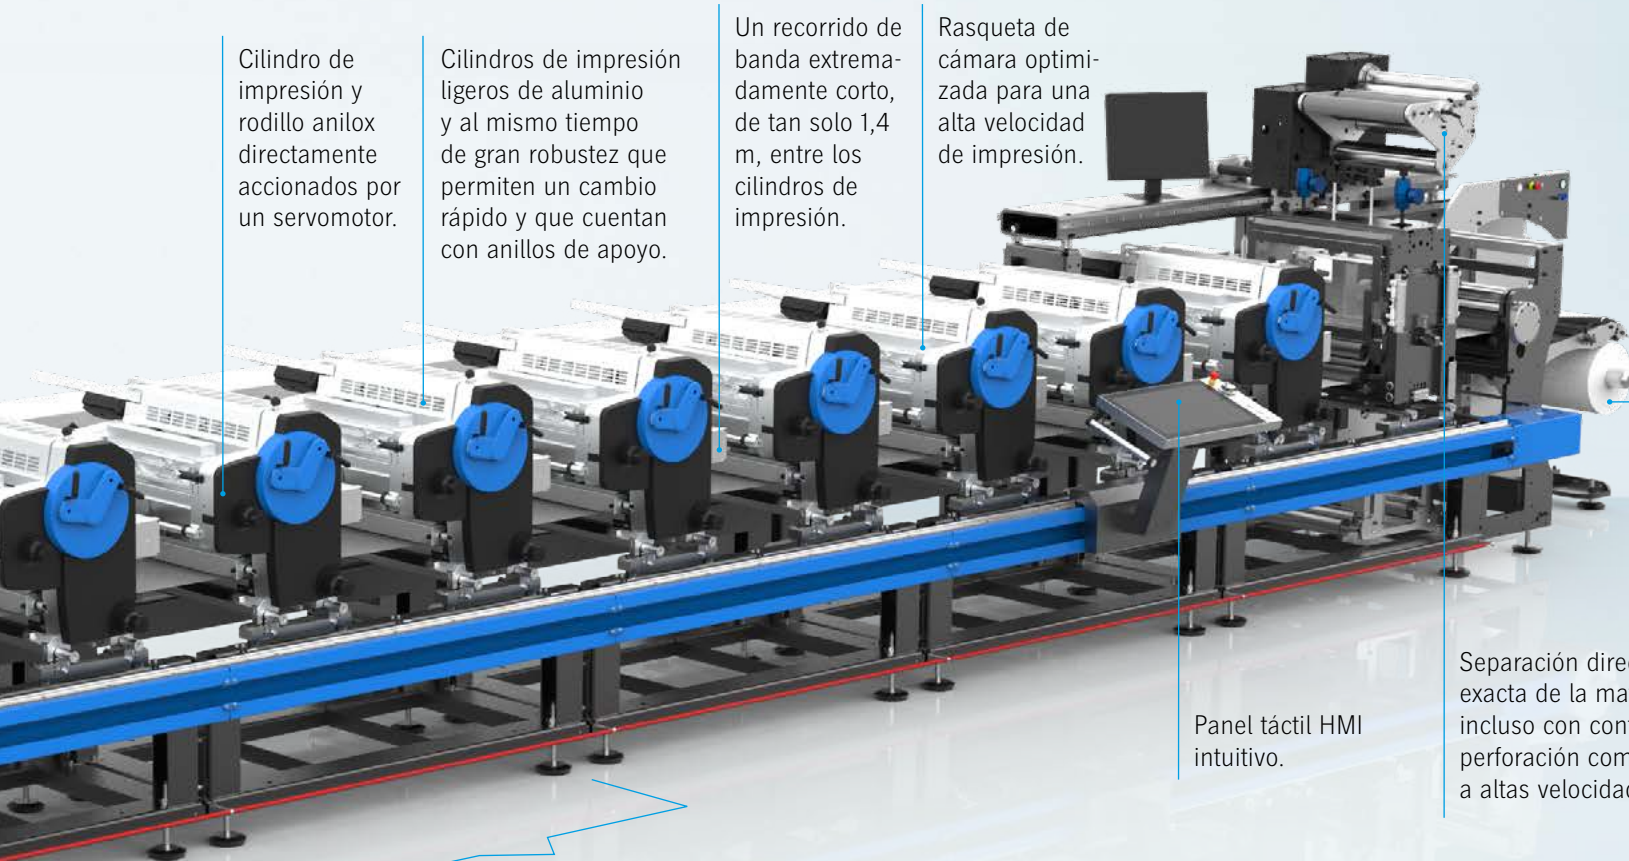 Cilindro de
impresión y
rodillo anilox
directamente
accionados por
un servomotor.
Cilindros de impresión
ligeros de aluminio
y al mismo tiempo
de gran robustez que
permiten un cambio
rápido y que cuentan
con anillos de apoyo.
Un recorrido de
banda extrema-
damente corto,
de tan solo 1,4
m, entre los
cilindros de
impresión.
Rasqueta de
cámara optimi-
zada para una
alta velocidad
de impresión.
Panel táctil HMI
intuitivo.
Separación
exacta de la
incluso con
perforación
a altas